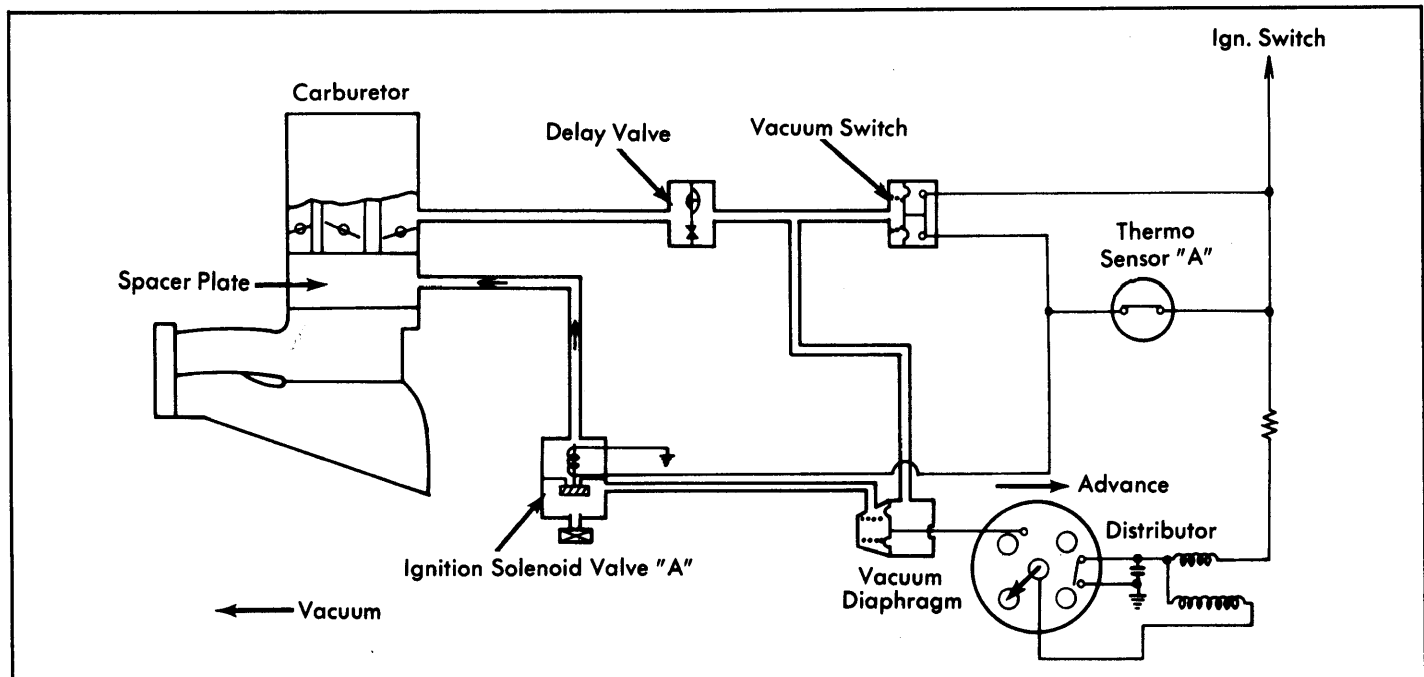 Ign. Switch
Carburetor
Delay Valve
Vacuum Switch
Thermo
Sensor "A"
Spacer Plate
Advance
Distributor
Ignition Solenoid Valve "A"
Vacuum
Diaphragm
Vacuum